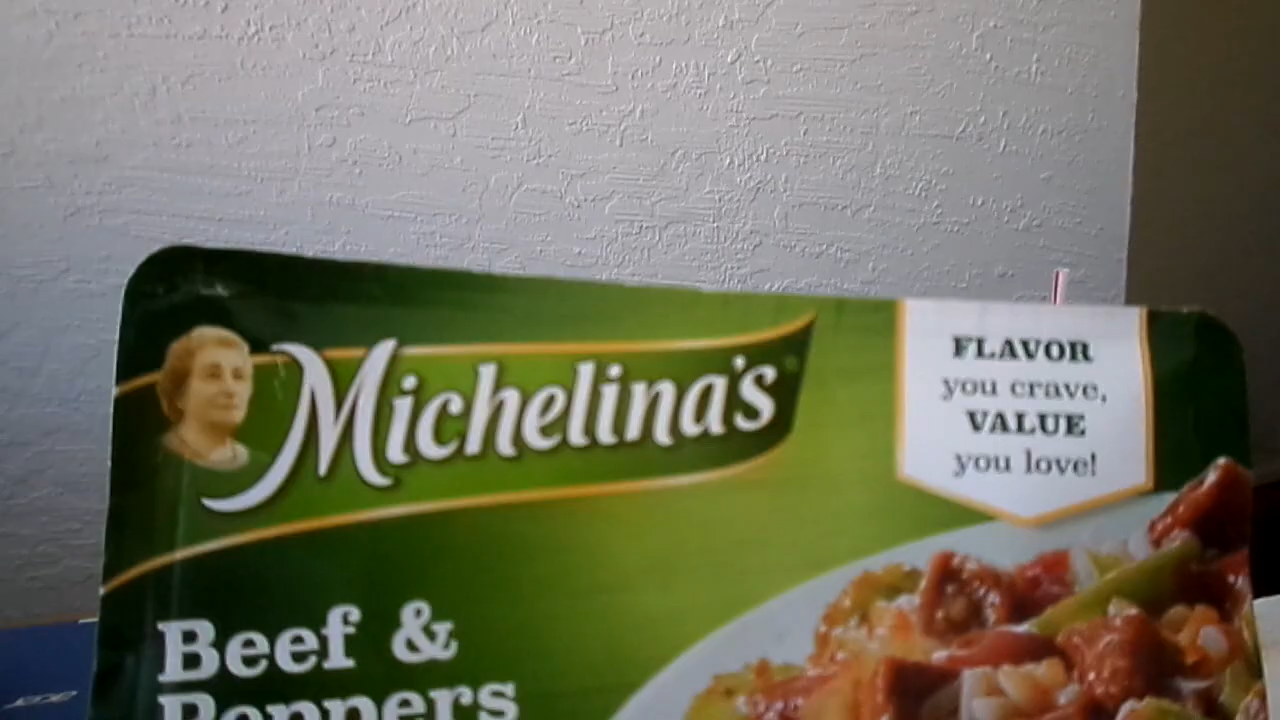 Michelina's
FLAVOR
you crave,
VALUE
you love!
Beef &
Peppers